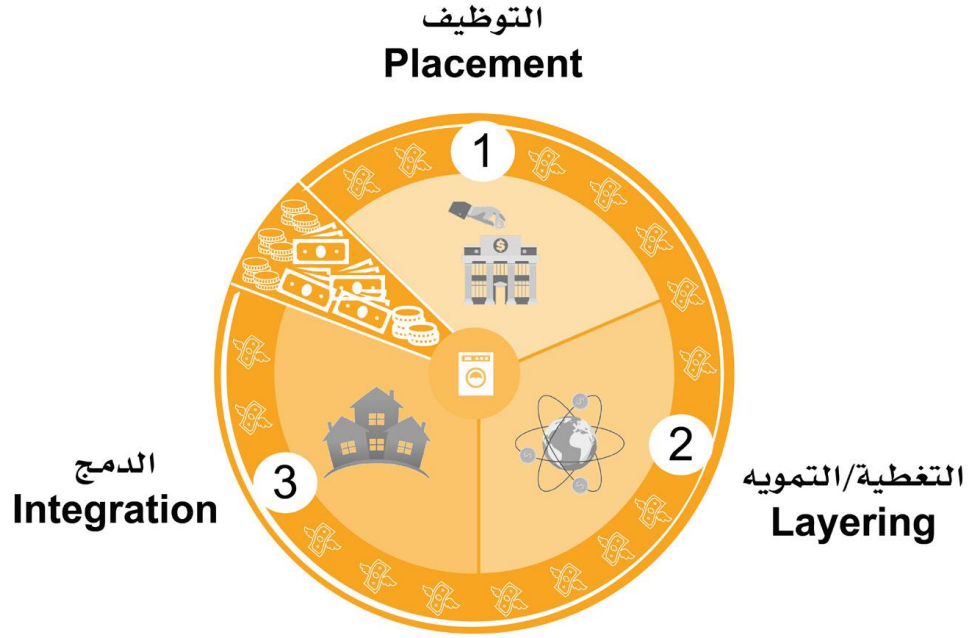 التوظيف
Placement
1
2
التغطية/التمويه
Layering
الدمج
Integration
3
$